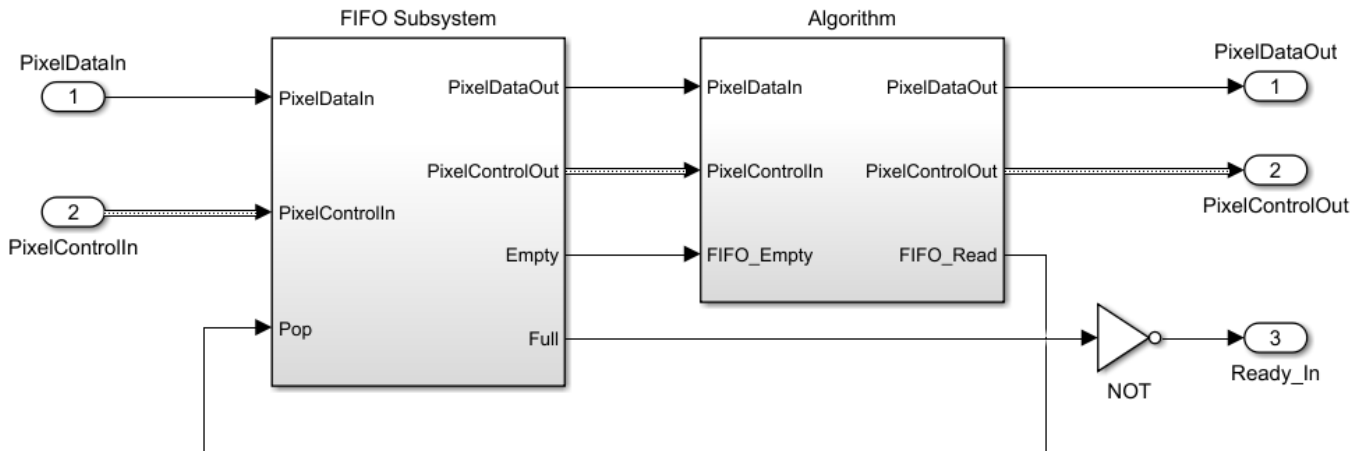 FIFO Subsystem
Algorithm
PixelDataIn
1
PixelDataIn
PixelDataOut
PixelDataIn
PixelDataOut
PixelDataOut
1
2
PixelControlIn
PixelControlIn
PixelControlOut
PixelControlIn
PixelControlOut
2
PixelControlOut
Empty
FIFO_Empty
FIFO_Read
Pop
Full
NOT
3
Ready_In